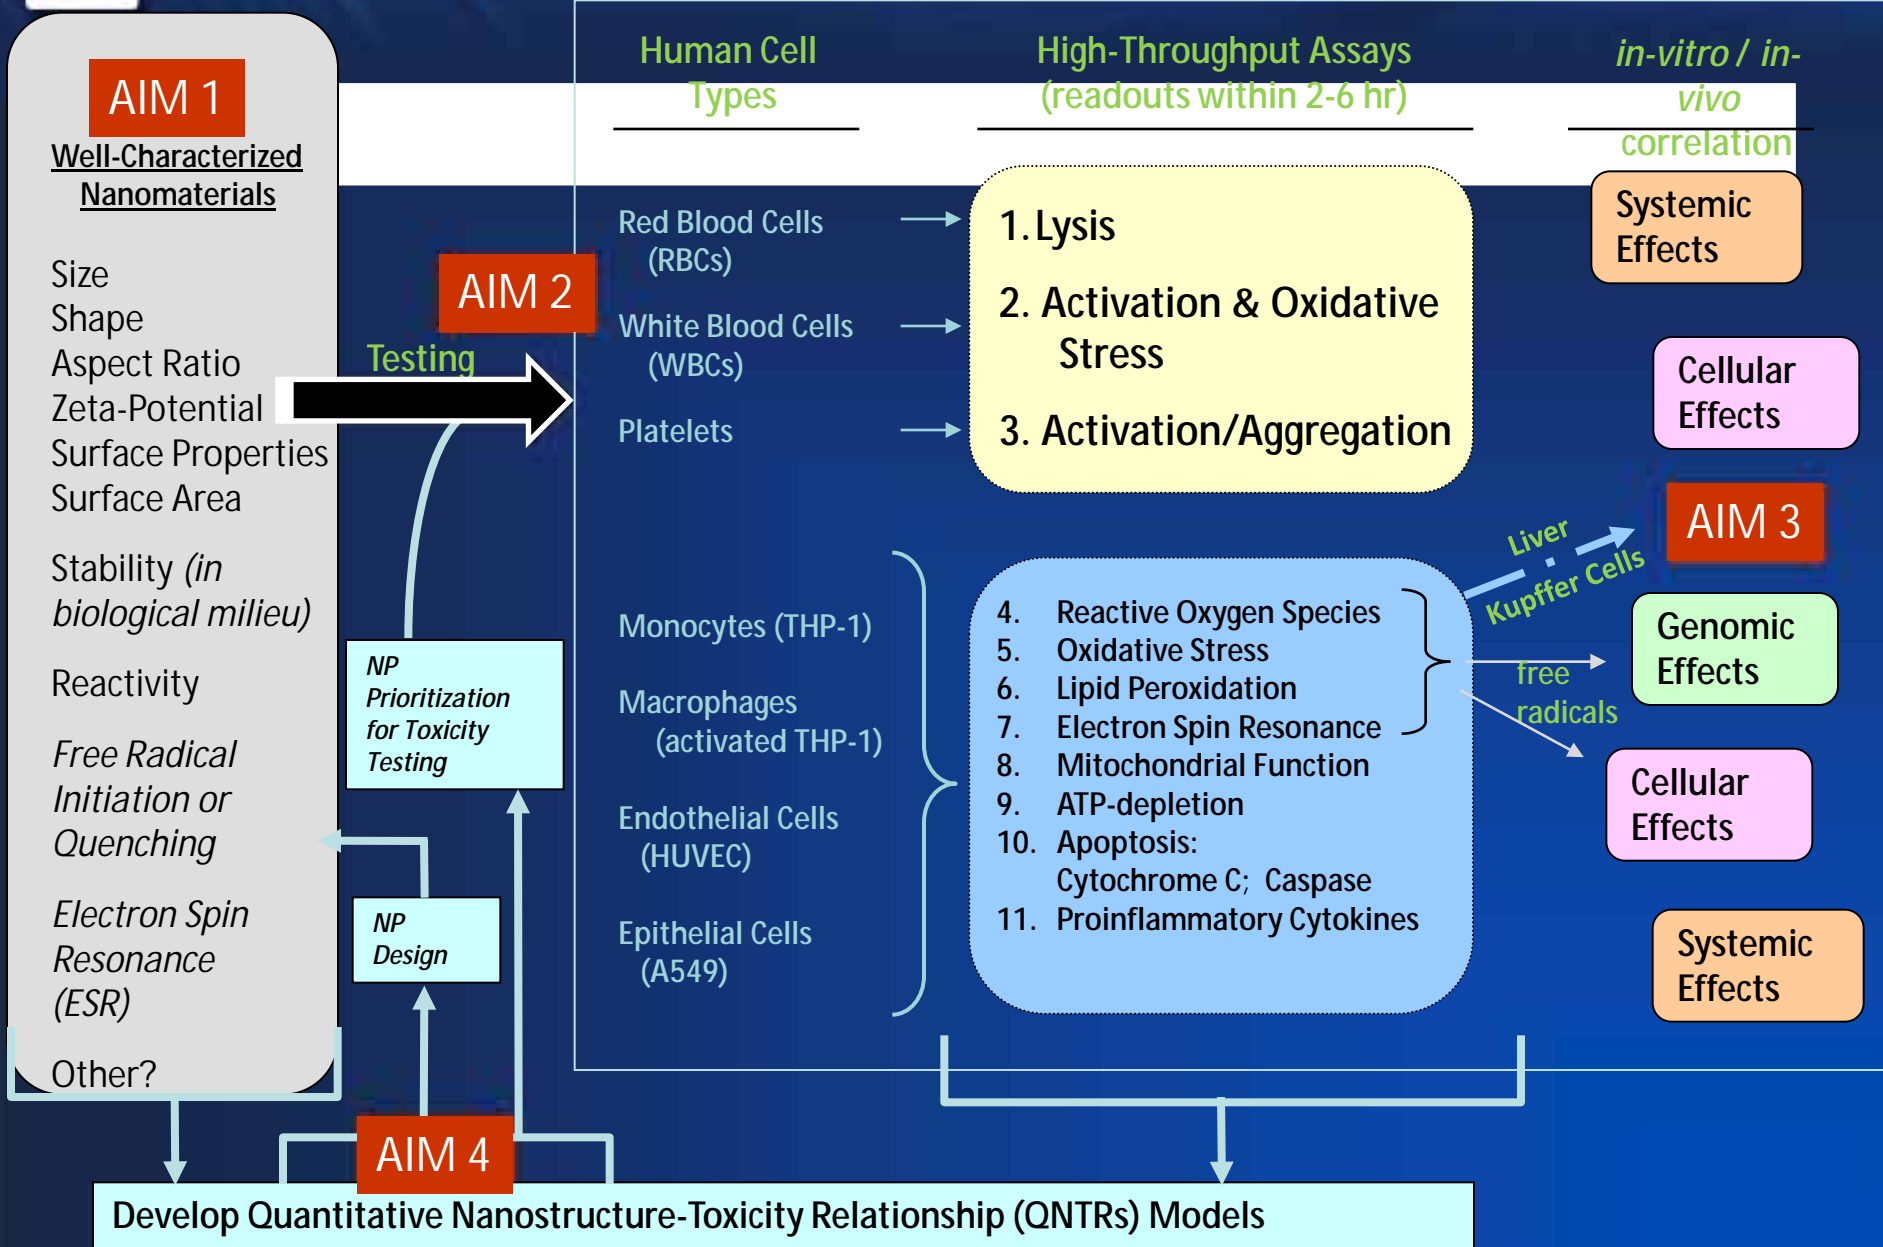 AIM 1
Well-Characterized
Nanomaterials
Size
Shape
Aspect Ratio
Zeta-Potential
Surface Properties
Surface Area
Stability (in
biological milieu)
Reactivity
Free Radical
Initiation or
Quenching
Electron Spin
Resonance
(ESR)
Other?
Testing
AIM 2
NP
Prioritization
for Toxicity
Testing
NP
Design
Human Cell
Types
Red Blood Cells
(RBCs)
White Blood Cells
(WBCs)
Platelets
Monocytes (THP-1)
Macrophages
(activated THP-1)
Endothelial Cells
(HUVEC)
Epithelial Cells
(A549)
High-Throughput Assays
(readouts within 2-6 hr)
1. Lysis
2. Activation & Oxidative
Stress
3. Activation/Aggregation
4. Reactive Oxygen Species
5. Oxidative Stress
6. Lipid Peroxidation
7. Electron Spin Resonance
8. Mitochondrial Function
9. ATP-depletion
10. Apoptosis:
Cytochrome C; Caspase
11. Proinflammatory Cytokines
in-vitro / in-
vivo
correlation
Systemic
Effects
Cellular
Effects
AIM 3
Liver
Kupffer Cells
Genomic
Effects
free
radicals
Cellular
Effects
Systemic
Effects
AIM 4
Develop Quantitative Nanostructure-Toxicity Relationship (QNTRs) Models